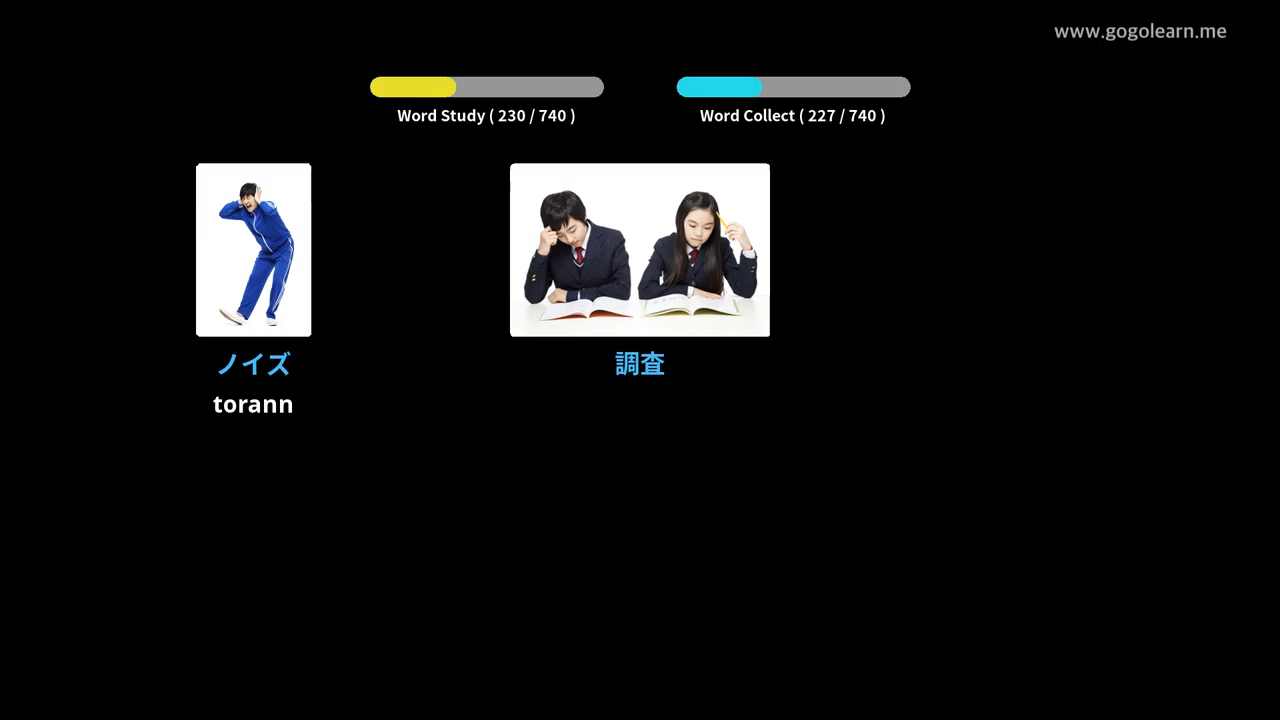 www.gogolearn.me
Word Study ( 230 / 740 )
Word Collect ( 227 / 740 )
ノイズ
調査
torann